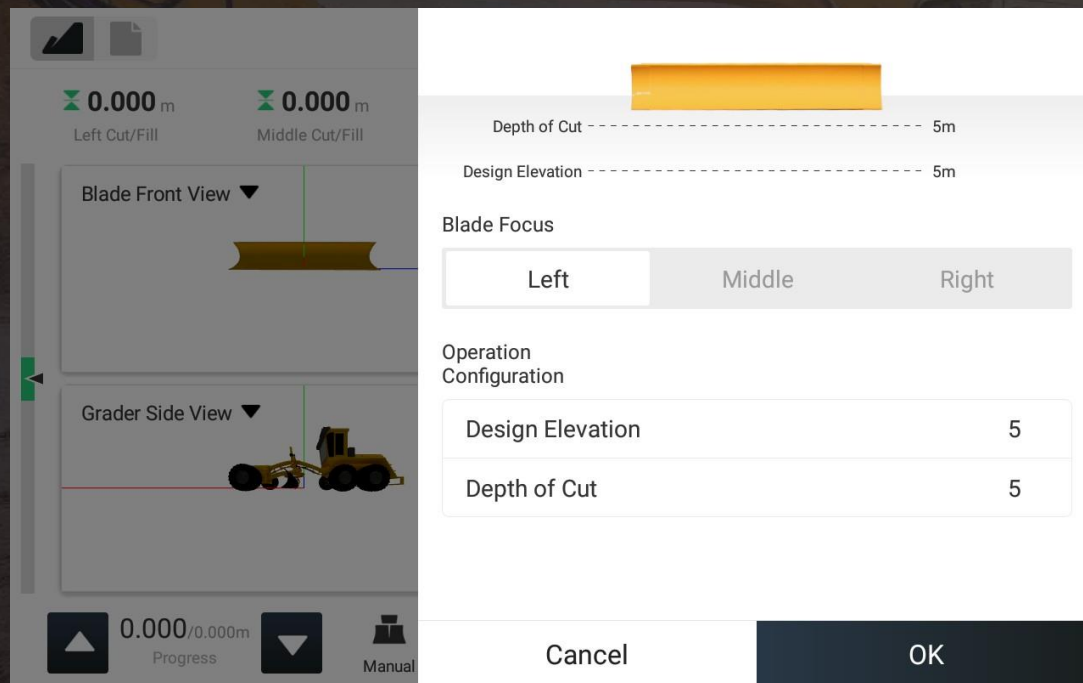 0.000 m
Left Cut/Fill
0.000 m
Middle Cut/Fill
Blade Front View
Grader Side View
0.000/0.000m
Progress
Manual
Depth of Cut 5m
Design Elevation 5m
Blade Focus
Left Middle Right
Operation
Configuration
Design Elevation 5
Depth of Cut 5
Cancel OK